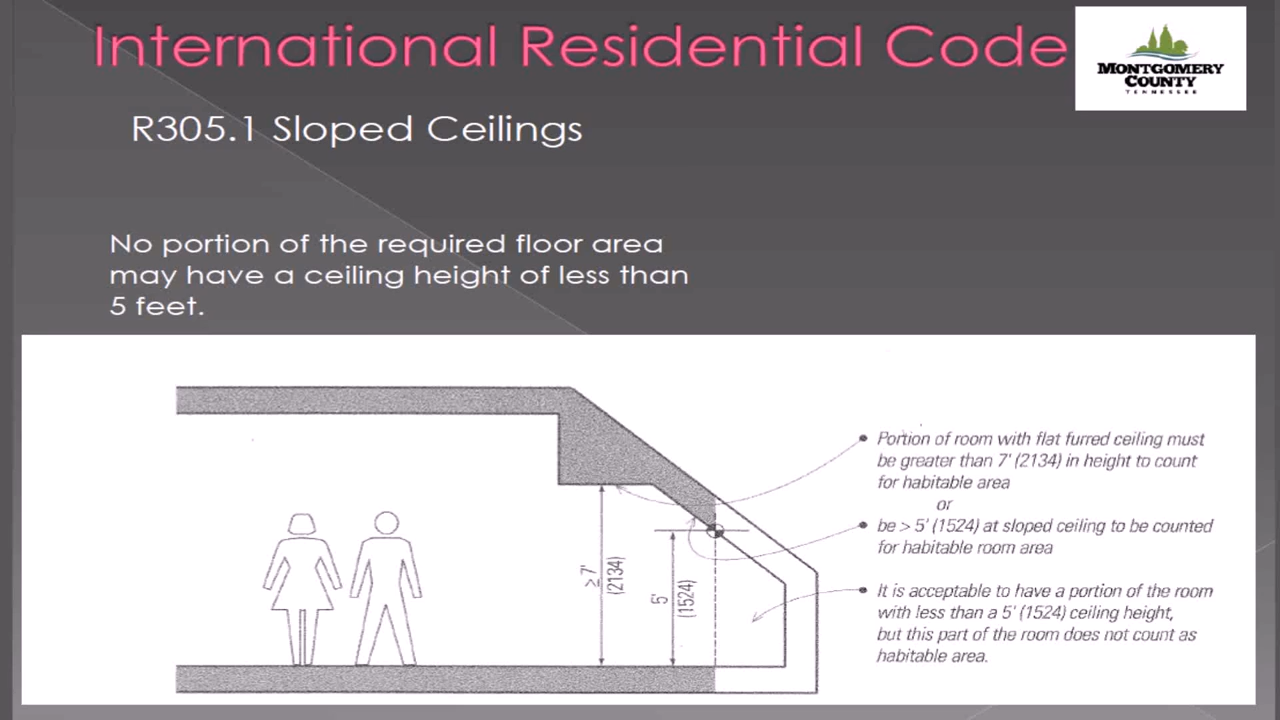 International Residential Code
MONTGOMERY
COUNTY
TENNESSEE
R305.1 Sloped Ceilings
No portion of the required floor area
may have a ceiling height of less than
5 feet.
Portion of room with flat furred ceiling must
be greater than 7' (2134) in height to count
for habitable area
or
be > 5' (1524) at sloped ceiling to be counted
for habitable room area
It is acceptable to have a portion of the room
with less than a 5' (1524) ceiling height,
but this part of the room does not count as
habitable area.
≥ 7'
(2134)
5'
(1524)